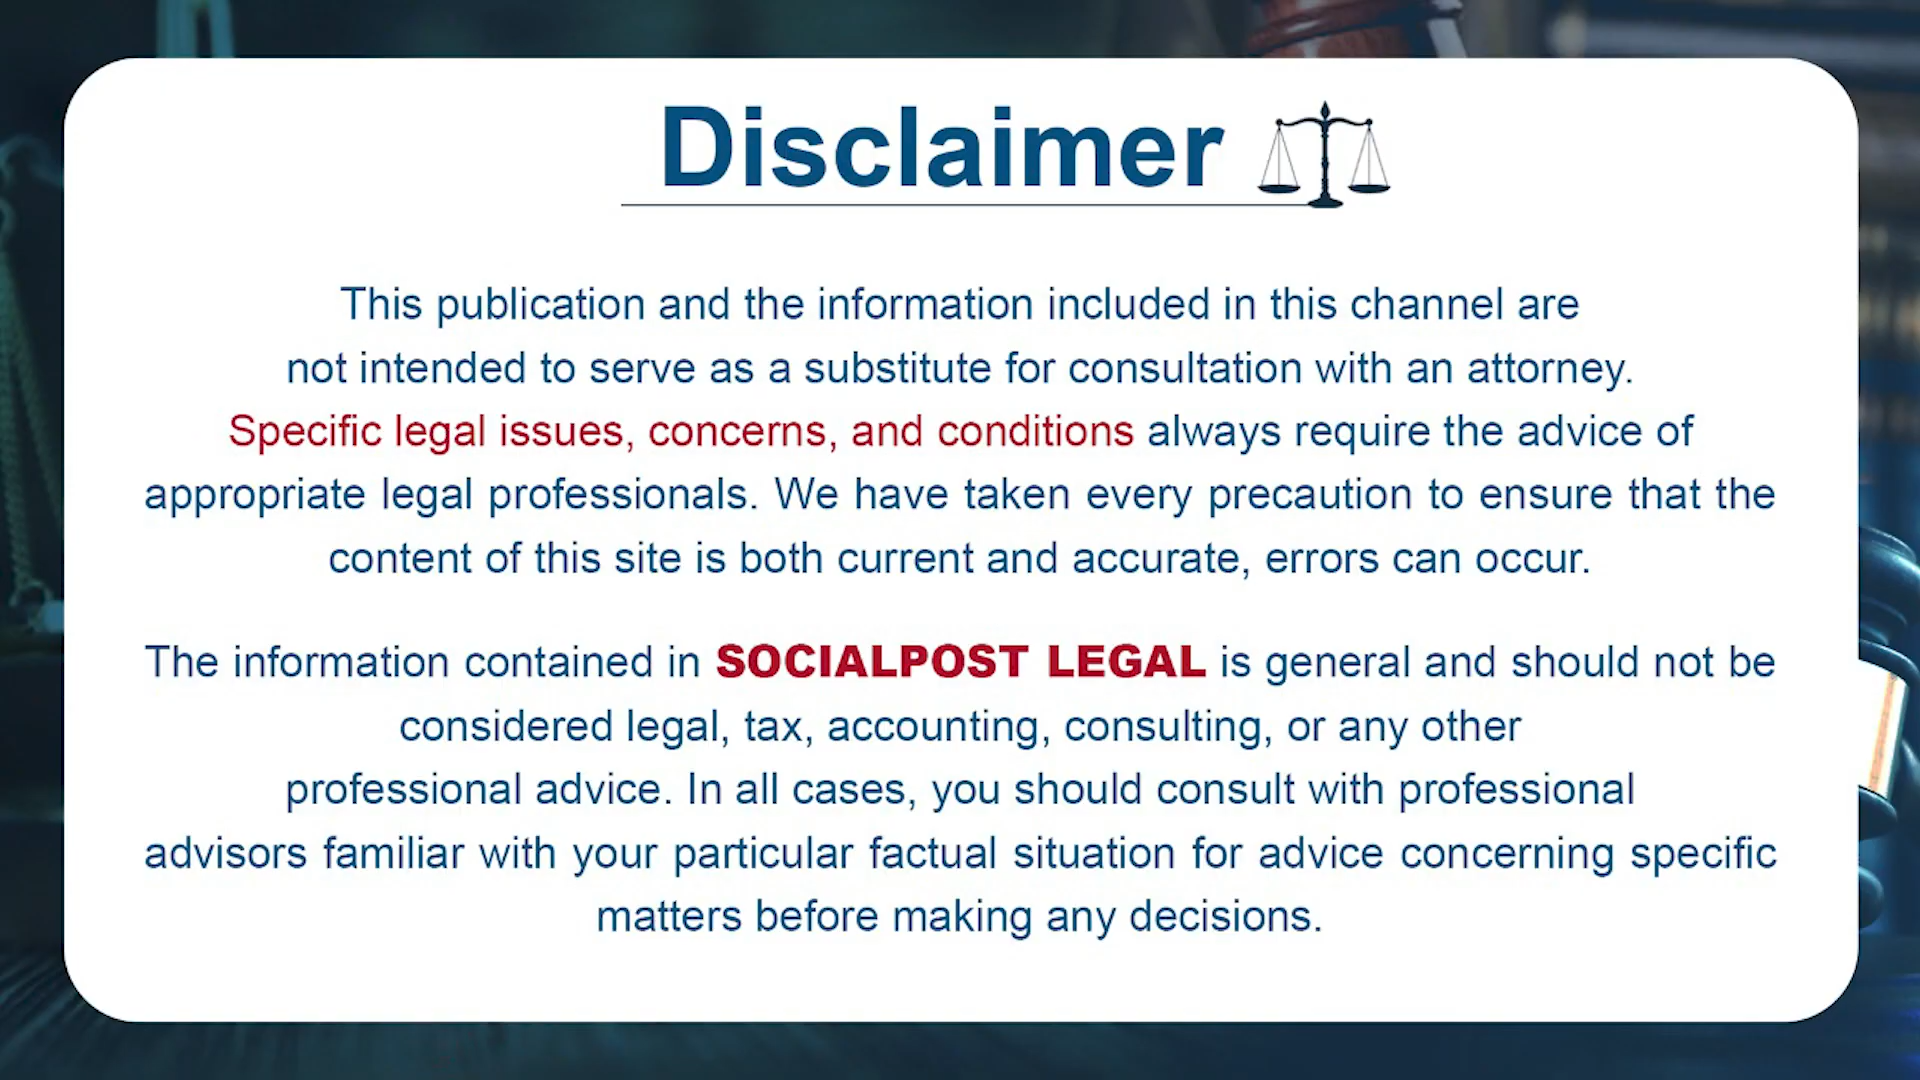 Disclaimer
This publication and the information included in this channel are
not intended to serve as a substitute for consultation with an attorney.
Specific legal issues, concerns, and conditions always require the advice of
appropriate legal professionals. We have taken every precaution to ensure that the
content of this site is both current and accurate, errors can occur.
The information contained in SOCIALPOST LEGAL is general and should not be
considered legal, tax, accounting, consulting, or any other
professional advice. In all cases, you should consult with professional
advisors familiar with your particular factual situation for advice concerning specific
matters before making any decisions.